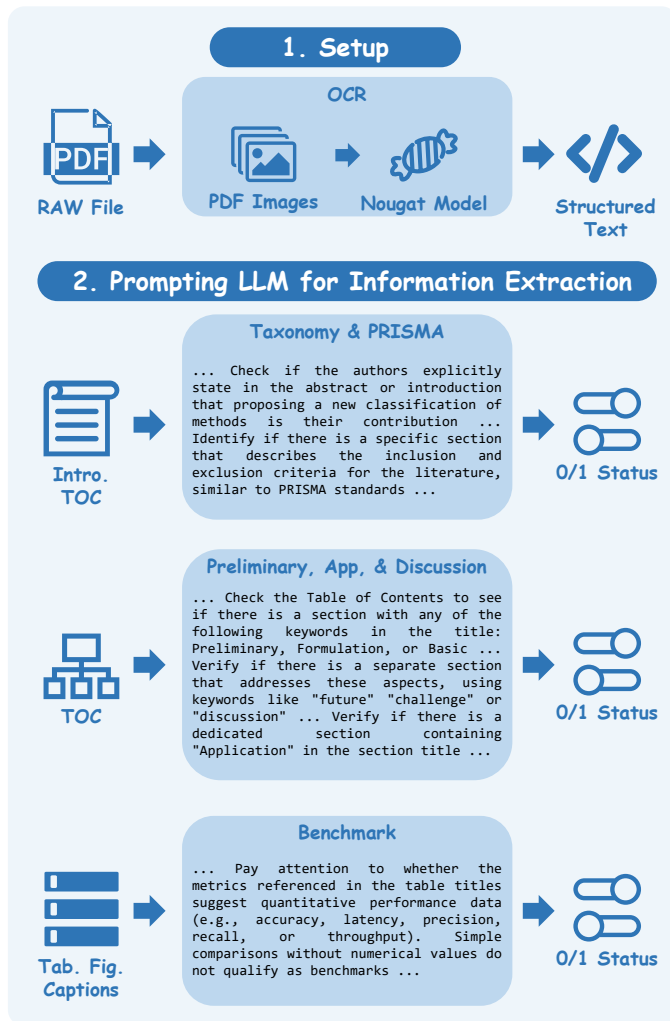 1. Setup
OCR
PDF
RAW File
PDF Images
Nougat Model
Structured
Text
2. Prompting LLM for Information Extraction
Taxonomy & PRISMA
... Check if the authors explicitly
state in the abstract or introduction
that proposing a new classification of
methods is their contribution ...
Identify if there is a specific section
that describes the inclusion and
exclusion criteria for the literature,
similar to PRISMA standards ...
Intro.
TOC
0/1 Status
Preliminary, App, & Discussion
... Check the Table of Contents to see
if there is a section with any of the
following keywords in the title:
Preliminary, Formulation, or Basic ...
Verify if there is a separate section
that addresses these aspects, using
keywords like "future" "challenge" or
"discussion" ... Verify if there is a
dedicated section containing
"Application" in the section title ...
TOC
0/1 Status
Benchmark
... Pay attention to whether the
metrics referenced in the table titles
suggest quantitative performance data
(e.g., accuracy, latency, precision,
recall, or throughput). Simple
comparisons without numerical values do
not qualify as benchmarks ...
Tab. Fig.
Captions
0/1 Status